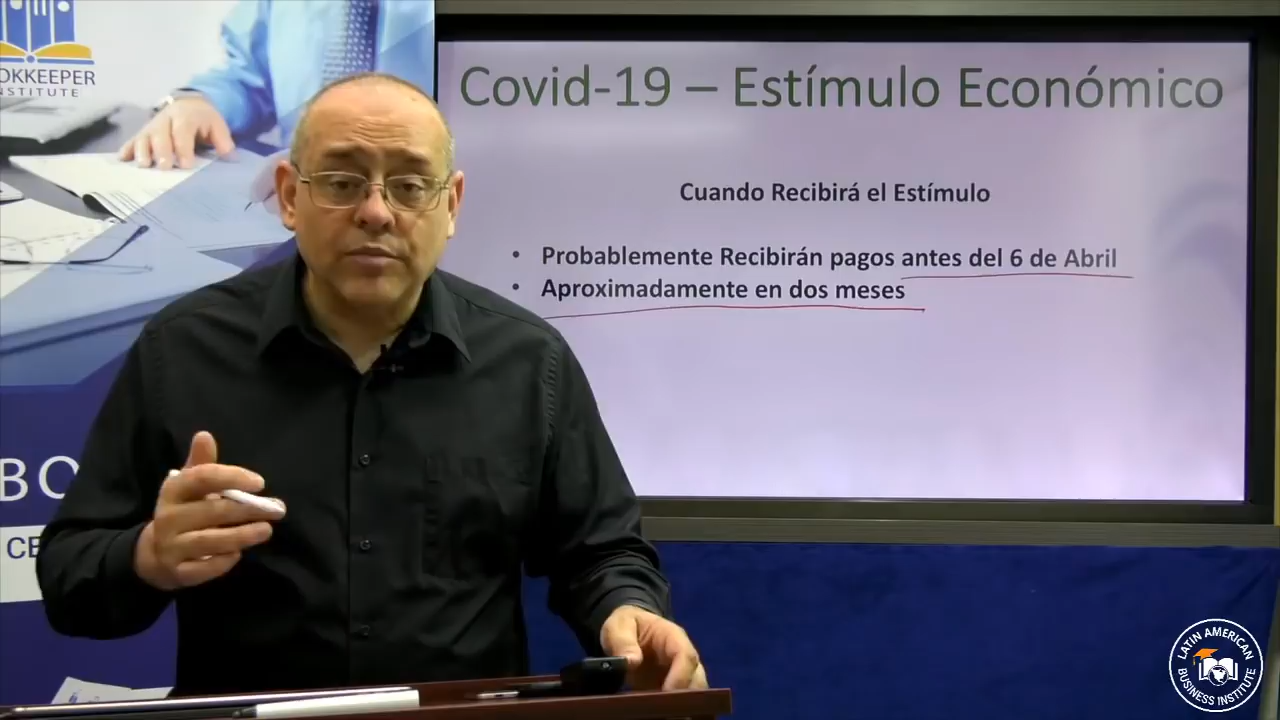 OKKEEPER
INSTITUTE
Covid-19 – Estímulo Económico
Cuando Recibirá el Estímulo
• Probablemente Recibirán pagos antes del 6 de Abril
• Aproximadamente en dos meses
BO
CE
LATIN AMERICAN
BUSINESS INSTITUTE